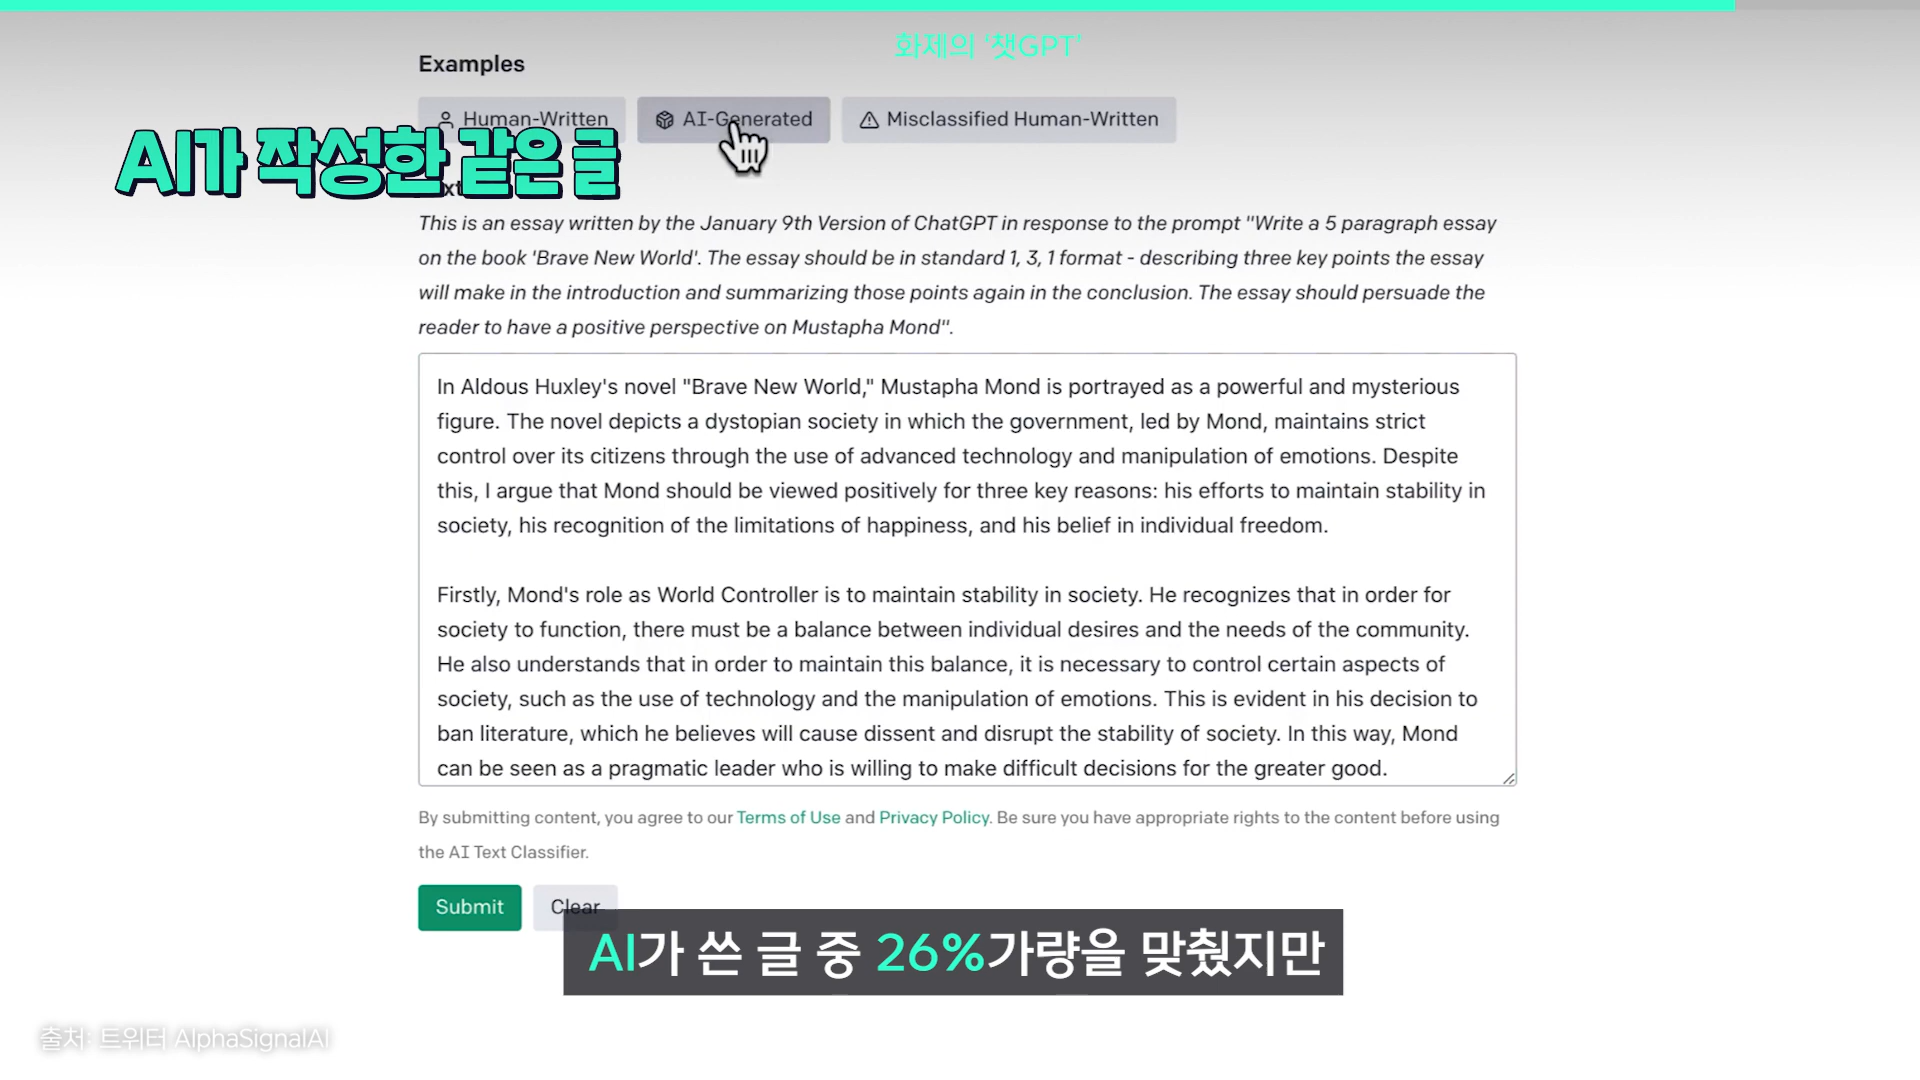 화제의 '챗GPT'
Examples
Human-Written
AI-Generated
Misclassified Human-Written
AI가 작성한 같은 글
This is an essay written by the January 9th Version of ChatGPT in response to the prompt "Write a 5 paragraph essay
on the book 'Brave New World'. The essay should be in standard 1, 3, 1 format - describing three key points the essay
will make in the introduction and summarizing those points again in the conclusion. The essay should persuade the
reader to have a positive perspective on Mustapha Mond".
In Aldous Huxley's novel "Brave New World," Mustapha Mond is portrayed as a powerful and mysterious
figure. The novel depicts a dystopian society in which the government, led by Mond, maintains strict
control over its citizens through the use of advanced technology and manipulation of emotions. Despite
this, I argue that Mond should be viewed positively for three key reasons: his efforts to maintain stability in
society, his recognition of the limitations of happiness, and his belief in individual freedom.
Firstly, Mond's role as World Controller is to maintain stability in society. He recognizes that in order for
society to function, there must be a balance between individual desires and the needs of the community.
He also understands that in order to maintain this balance, it is necessary to control certain aspects of
society, such as the use of technology and the manipulation of emotions. This is evident in his decision to
ban literature, which he believes will cause dissent and disrupt the stability of society. In this way, Mond
can be seen as a pragmatic leader who is willing to make difficult decisions for the greater good.
By submitting content, you agree to our Terms of Use and Privacy Policy. Be sure you have appropriate rights to the content before using
the AI Text Classifier.
Submit
Clear
AI가 쓴 글 중 26%가량을 맞췄지만
출처: 트위터 AlphaSignalAI